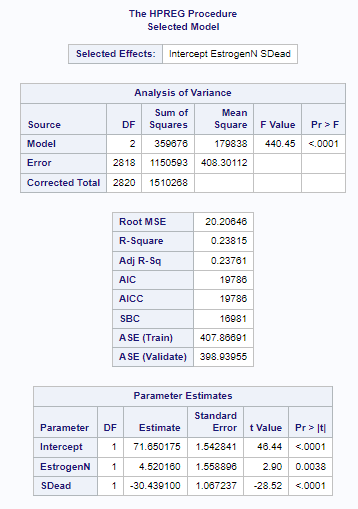 The HPREG Procedure
Selected Model
Selected Effects: Intercept EstrogenN SDead
Analysis of Variance
Source DF Sum of Squares Mean Square F Value Pr > F
Model 2 359676 179838 440.45 <.0001
Error 2818 1150593 408.30112
Corrected Total 2820 1510268
Root MSE 20.20646
R-Square 0.23815
Adj R-Sq 0.23761
AIC 19786
AICC 19786
SBC 16981
ASE (Train) 407.86691
ASE (Validate) 398.93955
Parameter Estimates
Parameter DF Estimate Standard Error t Value Pr > |t|
Intercept 1 71.650175 1.542841 46.44 <.0001
EstrogenN 1 4.520160 1.558896 2.90 0.0038
SDead 1 -30.439100 1.067237 -28.52 <.0001